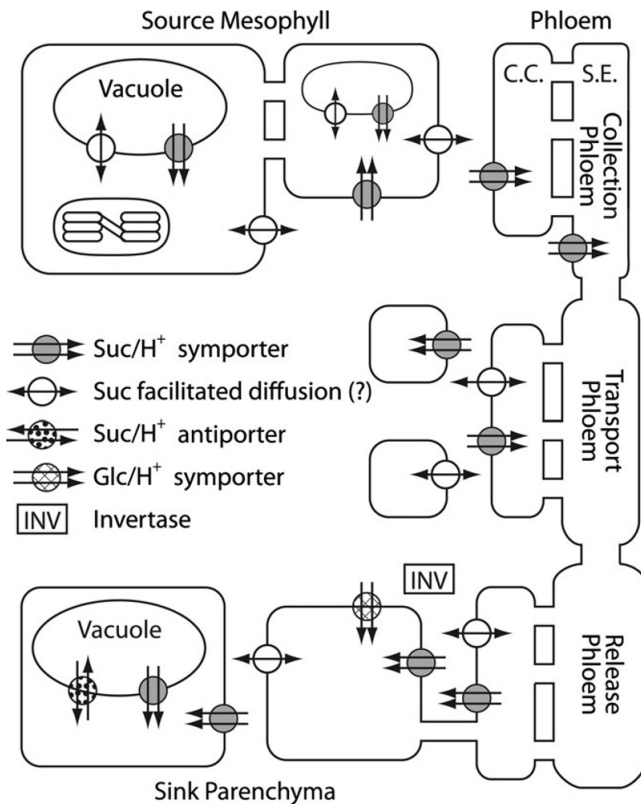 Source Mesophyll
Phloem
Vacuole
C.C.
S.E.
Collection
Phloem
Suc/H⁺ symporter
Suc facilitated diffusion (?)
Suc/H⁺ antiporter
Glc/H⁺ symporter
INV Invertase
Transport
Phloem
INV
Vacuole
Release
Phloem
Sink Parenchyma